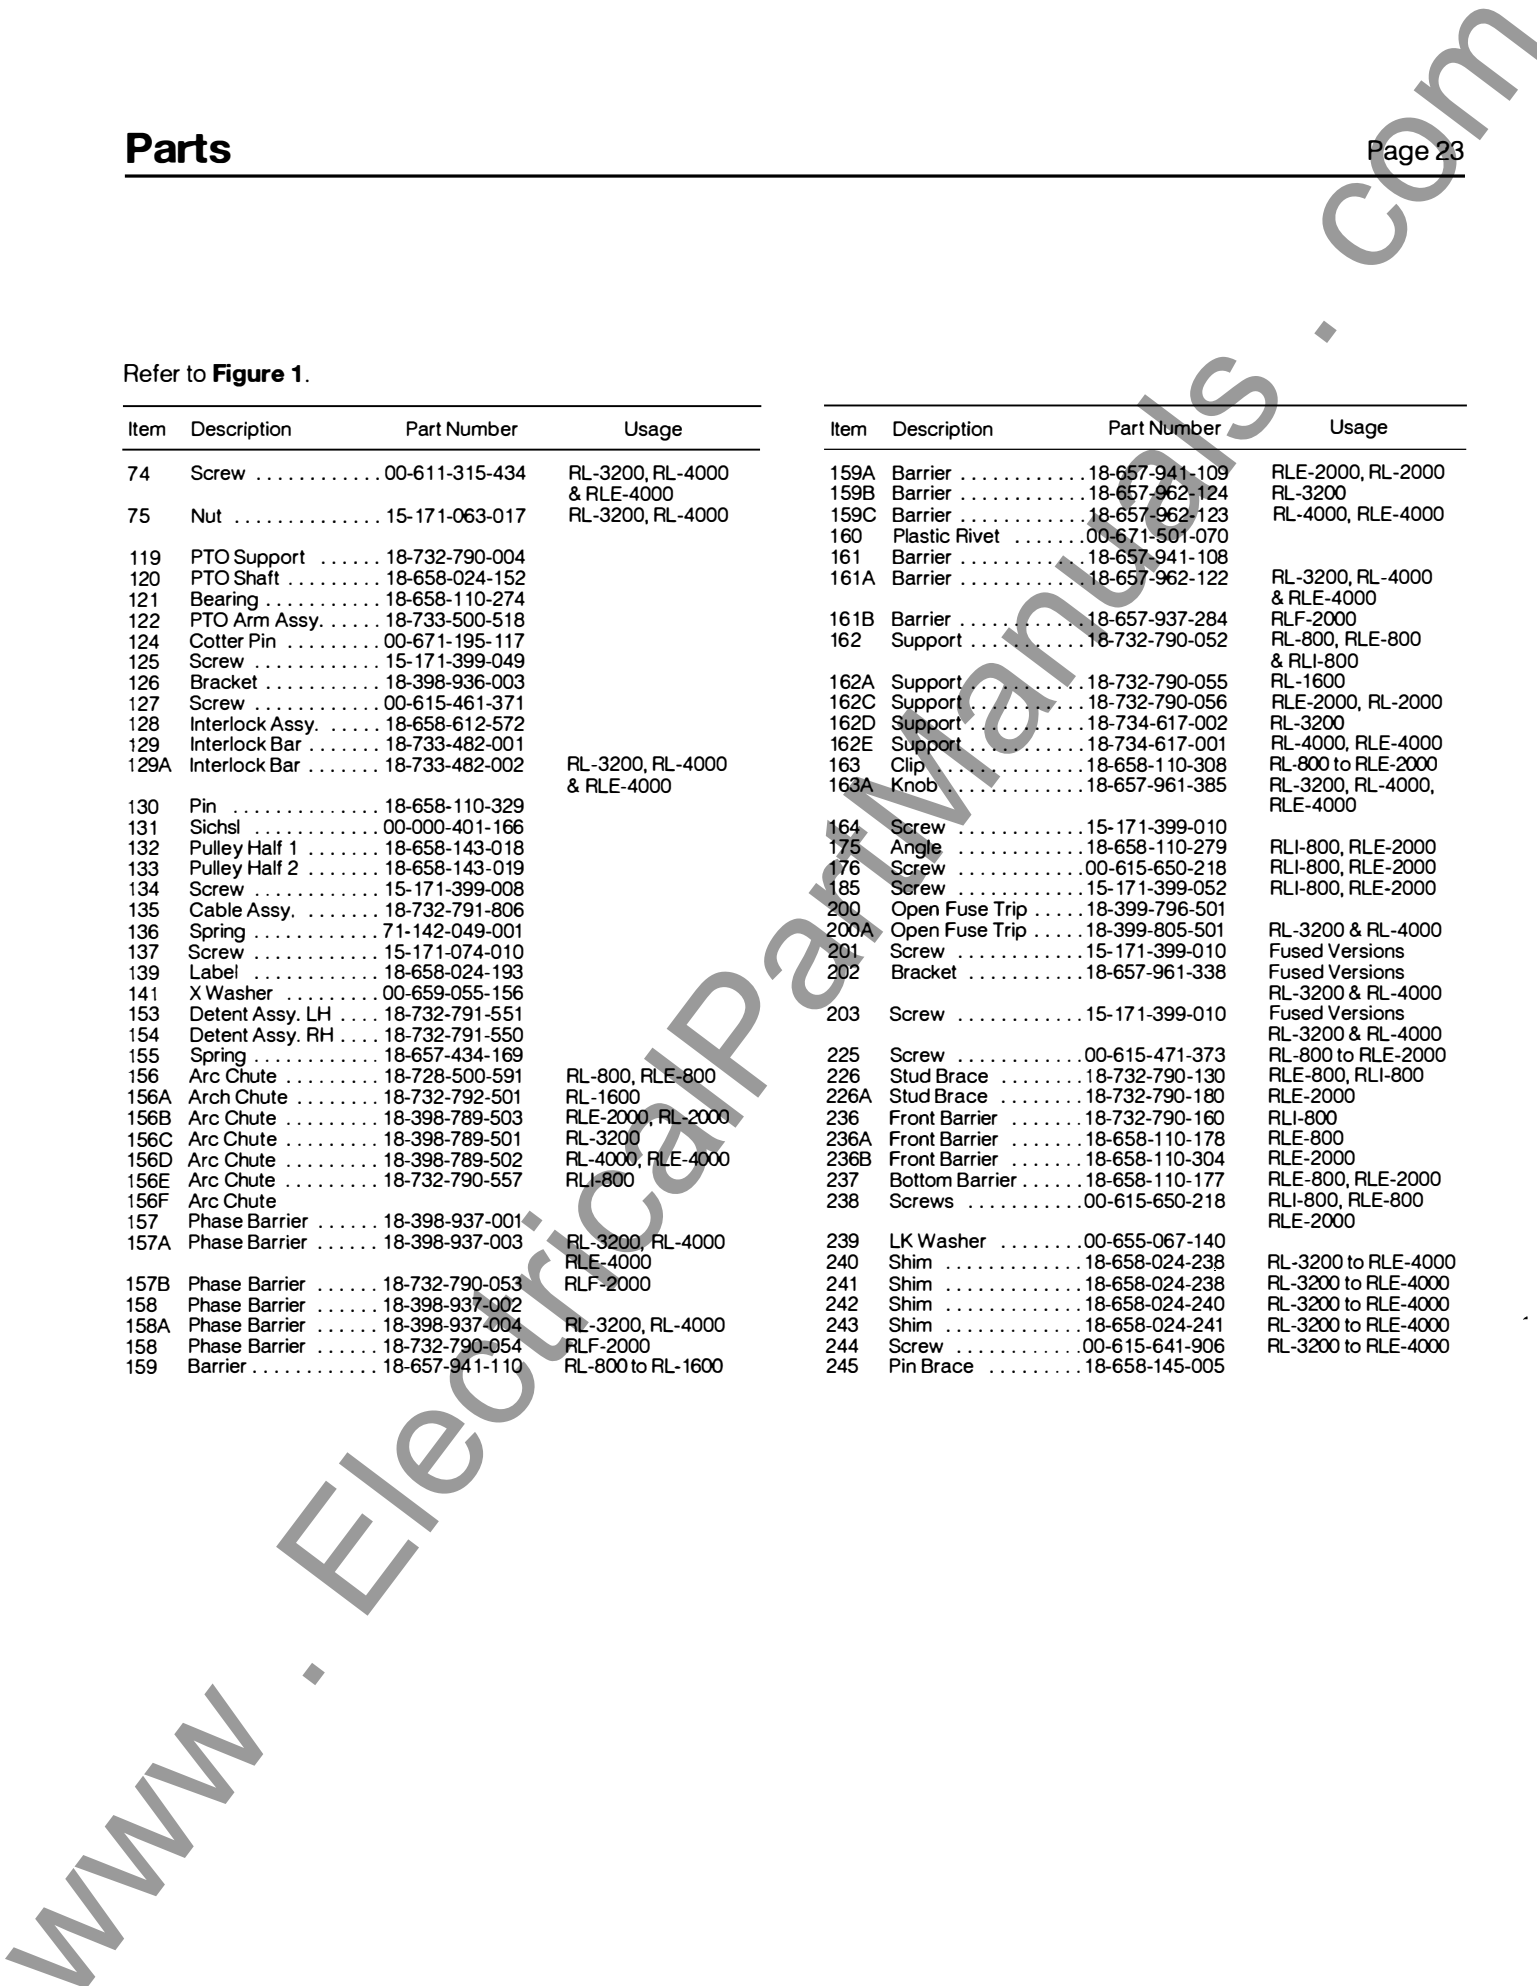 Parts
Page 23
Refer to Figure 1.
Item Description Part Number Usage
74 Screw ............ 00-611-315-434 RL-3200, RL-4000
& RLE-4000
75 Nut .............. 15-171-063-017 RL-3200, RL-4000
119 PTO Support ...... 18-732-790-004
120 PTO Shaft ......... 18-658-024-152
121 Bearing ........... 18-658-110-274
122 PTO Arm Assy. ..... 18-733-500-518
124 Cotter Pin ......... 00-671-195-117
125 Screw ............ 15-171-399-049
126 Bracket ........... 18-398-936-003
127 Screw ............ 00-615-461-371
128 Interlock Assy. ..... 18-658-612-572
129 Interlock Bar ....... 18-733-482-001
129A Interlock Bar ....... 18-733-482-002 RL-3200, RL-4000
& RLE-4000
130 Pin .............. 18-658-110-329
131 Sichsl ............ 00-000-401-166
132 Pulley Half 1 ....... 18-658-143-018
133 Pulley Half 2 ....... 18-658-143-019
134 Screw ............ 15-171-399-008
135 Cable Assy. ....... 18-732-791-806
136 Spring ............ 71-142-049-001
137 Screw ............ 15-171-074-010
139 Label ............ 18-658-024-193
141 X Washer ......... 00-659-055-156
153 Detent Assy. LH .... 18-732-791-551
154 Detent Assy. RH .... 18-732-791-550
155 Spring ............ 18-657-434-169
156 Arc Chute ......... 18-728-500-591 RL-800, RLE-800
156A Arch Chute ........ 18-732-792-501 RL-1600
156B Arc Chute ......... 18-398-789-503 RLE-2000, RL-2000
156C Arc Chute ......... 18-398-789-501 RL-3200
156D Arc Chute ......... 18-398-789-502 RL-4000, RLE-4000
156E Arc Chute ......... 18-732-790-557 RLI-800
156F Arc Chute
157 Phase Barrier ...... 18-398-937-001
157A Phase Barrier ...... 18-398-937-003 RL-3200, RL-4000
RLE-4000
157B Phase Barrier ...... 18-732-790-053 RLF-2000
158 Phase Barrier ...... 18-398-937-002
158A Phase Barrier ...... 18-398-937-004 RL-3200, RL-4000
158 Phase Barrier ...... 18-732-790-054 RLF-2000
159 Barrier ............ 18-657-941-110 RL-800 to RL-1600
Item Description Part Number Usage
159A Barrier ............ 18-657-941-109 RLE-2000, RL-2000
159B Barrier ............ 18-657-962-124 RL-3200
159C Barrier ............ 18-657-962-123 RL-4000, RLE-4000
160 Plastic Rivet ....... 00-671-501-070
161 Barrier ............ 18-657-941-108
161A Barrier ............ 18-657-962-122 RL-3200, RL-4000
& RLE-4000
161B Barrier ............ 18-657-937-284 RLF-2000
162 Support ........... 18-732-790-052 RL-800, RLE-800
& RLI-800
162A Support ........... 18-732-790-055 RL-1600
162C Support ........... 18-732-790-056 RLE-2000, RL-2000
162D Support ........... 18-734-617-002 RL-3200
162E Support ........... 18-734-617-001 RL-4000, RLE-4000
163 Clip .............. 18-658-110-308 RL-800 to RLE-2000
163A Knob ............. 18-657-961-385 RL-3200, RL-4000,
RLE-4000
164 Screw ............ 15-171-399-010
175 Angle ............ 18-658-110-279 RLI-800, RLE-2000
176 Screw ............ 00-615-650-218 RLI-800, RLE-2000
185 Screw ............ 15-171-399-052 RLI-800, RLE-2000
200 Open Fuse Trip ..... 18-399-796-501
200A Open Fuse Trip ..... 18-399-805-501 RL-3200 & RL-4000
201 Screw ............ 15-171-399-010 Fused Versions
202 Bracket ........... 18-657-961-338 Fused Versions
RL-3200 & RL-4000
203 Screw ............ 15-171-399-010 Fused Versions
RL-3200 & RL-4000
225 Screw ............ 00-615-471-373 RL-800 to RLE-2000
226 Stud Brace ........ 18-732-790-130 RLE-800, RLI-800
226A Stud Brace ........ 18-732-790-180 RLE-2000
236 Front Barrier ....... 18-732-790-160 RLI-800
236A Front Barrier ....... 18-658-110-178 RLE-800
236B Front Barrier ....... 18-658-110-304 RLE-2000
237 Bottom Barrier ...... 18-658-110-177 RLE-800, RLE-2000
238 Screws ........... 00-615-650-218 RLI-800, RLE-800
RLE-2000
239 LK Washer ........ 00-655-067-140
240 Shim ............. 18-658-024-238 RL-3200 to RLE-4000
241 Shim ............. 18-658-024-238 RL-3200 to RLE-4000
242 Shim ............. 18-658-024-240 RL-3200 to RLE-4000
243 Shim ............. 18-658-024-241 RL-3200 to RLE-4000
244 Screw ............ 00-615-641-906 RL-3200 to RLE-4000
245 Pin Brace ......... 18-658-145-005
www . ElectricalPartManuals . com